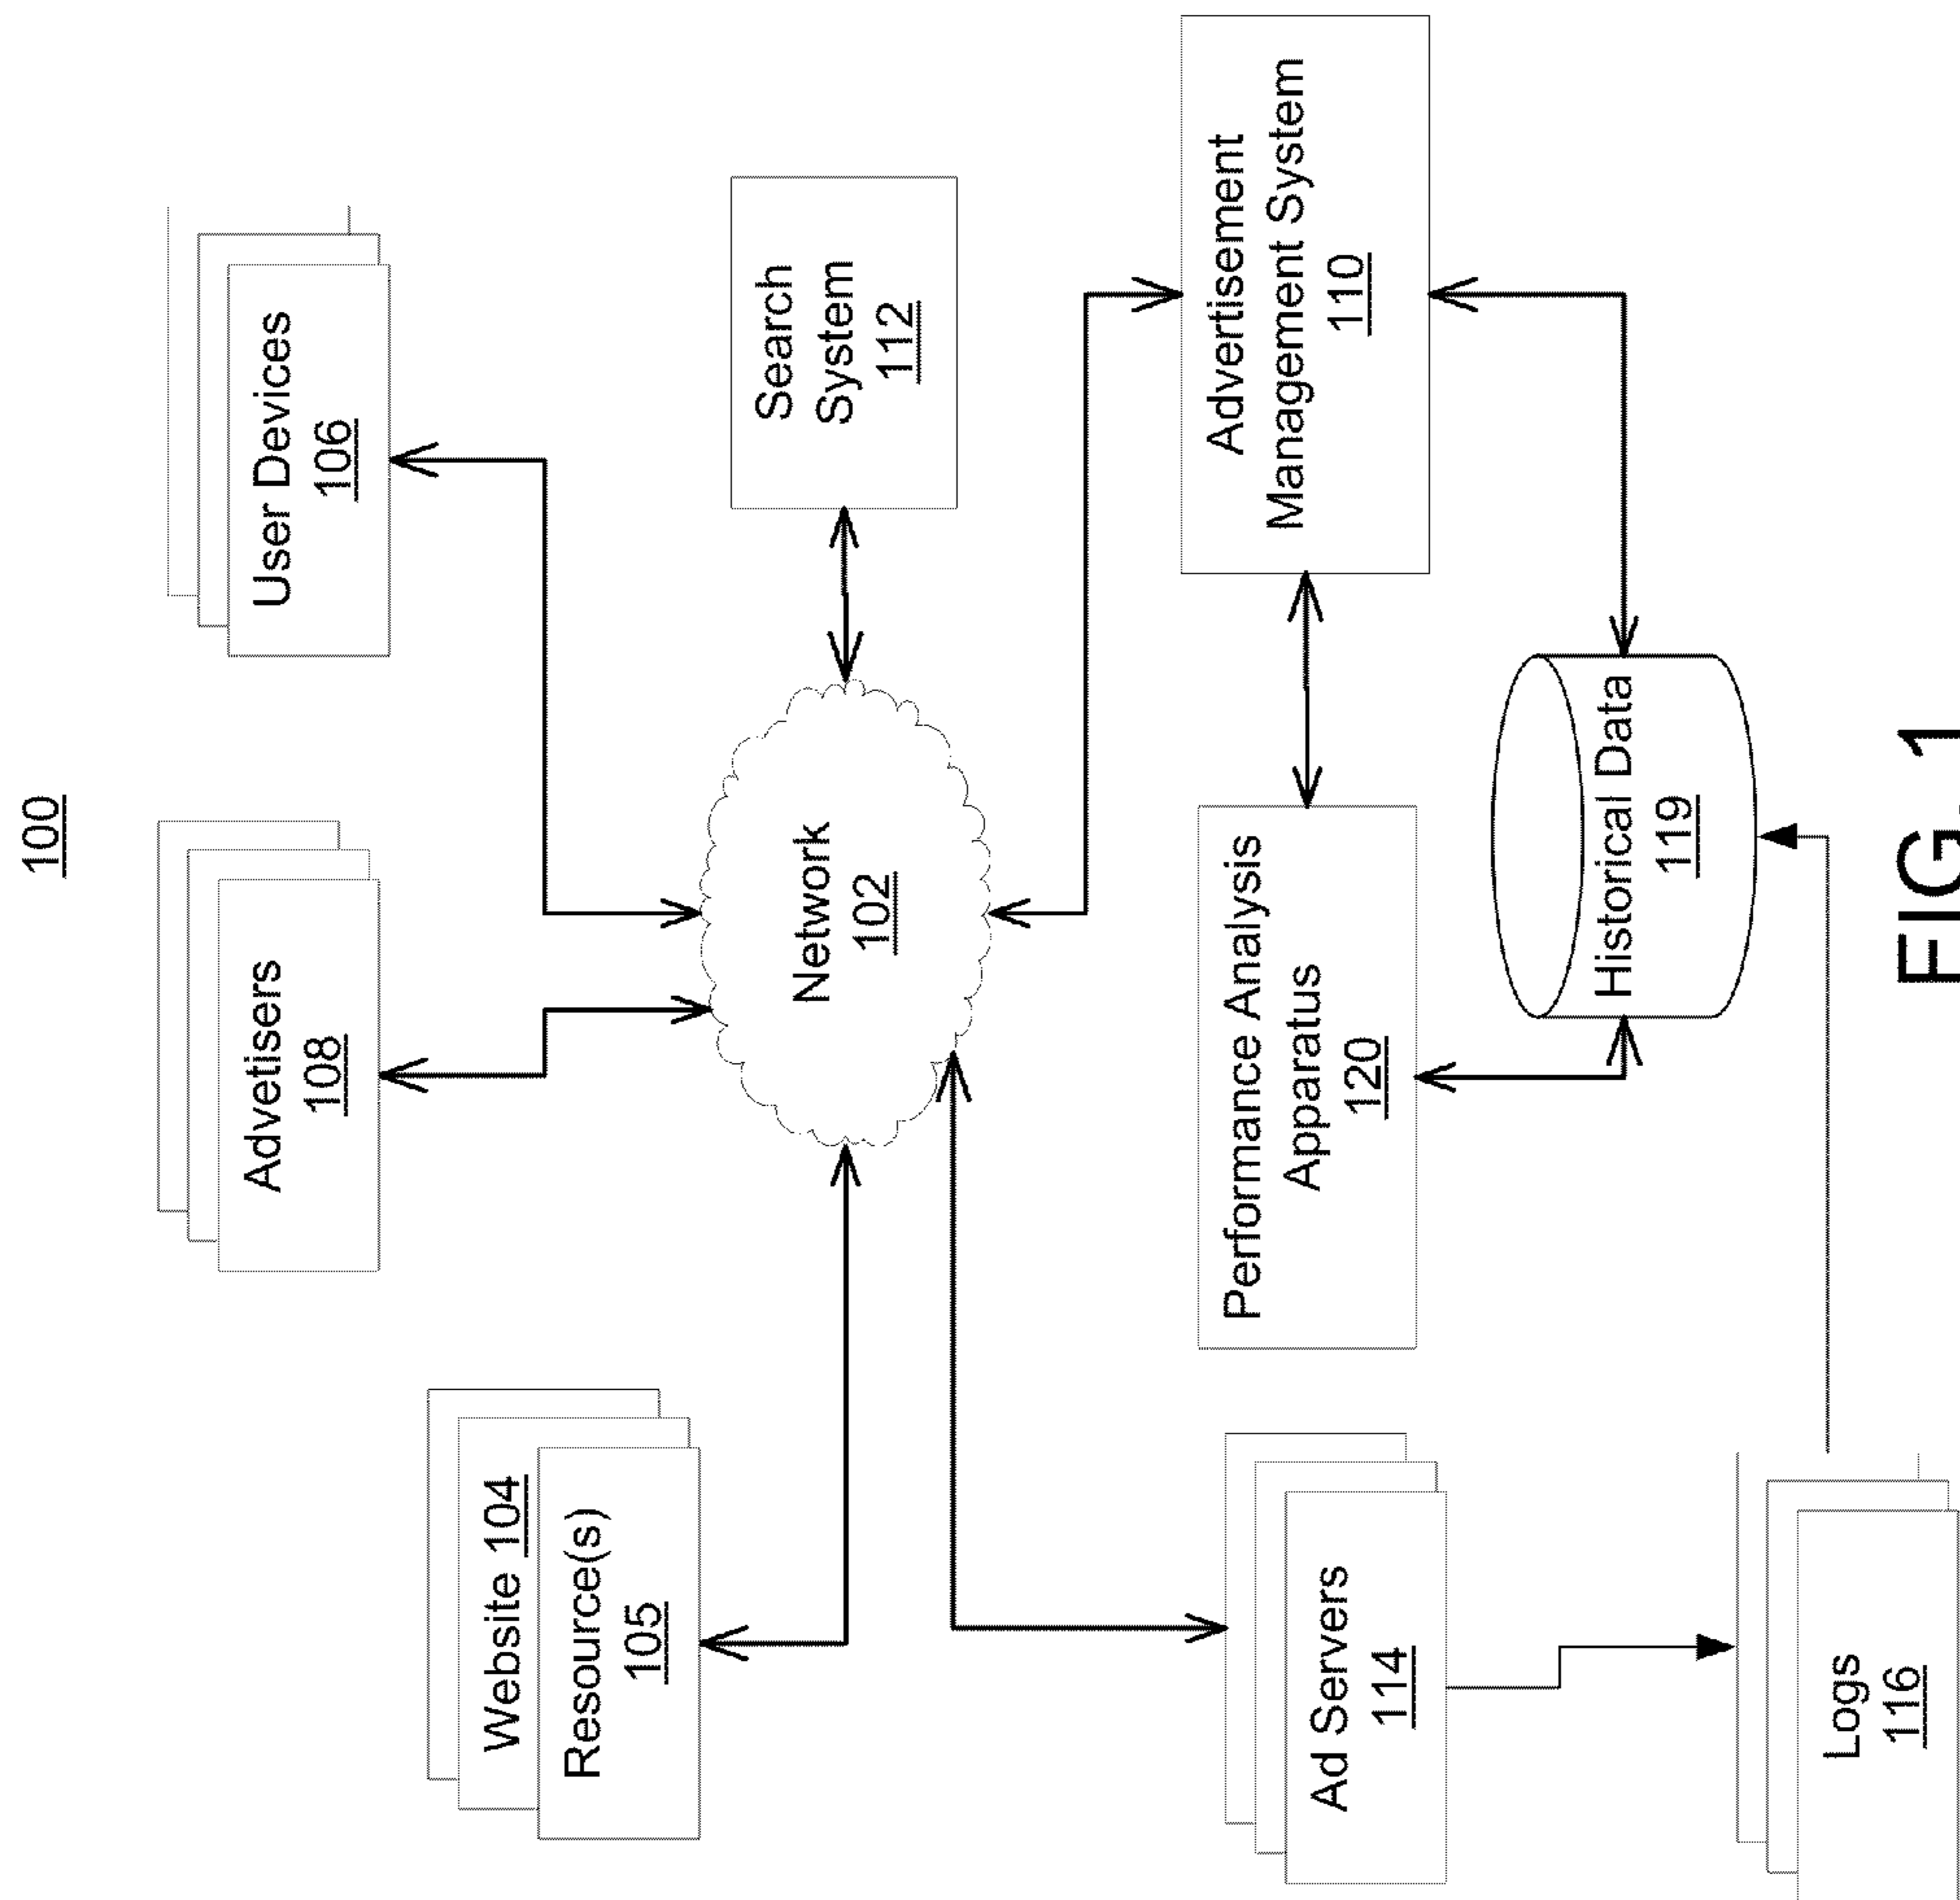 100
Website 104
Resource(s)
105
Advetisers
108
User Devices
106
Network
102
Search
System
112
Ad Servers
114
Performance Analysis
Apparatus
120
Advertisement
Management System
110
Historical Data
119
Logs
116
FIG. 1